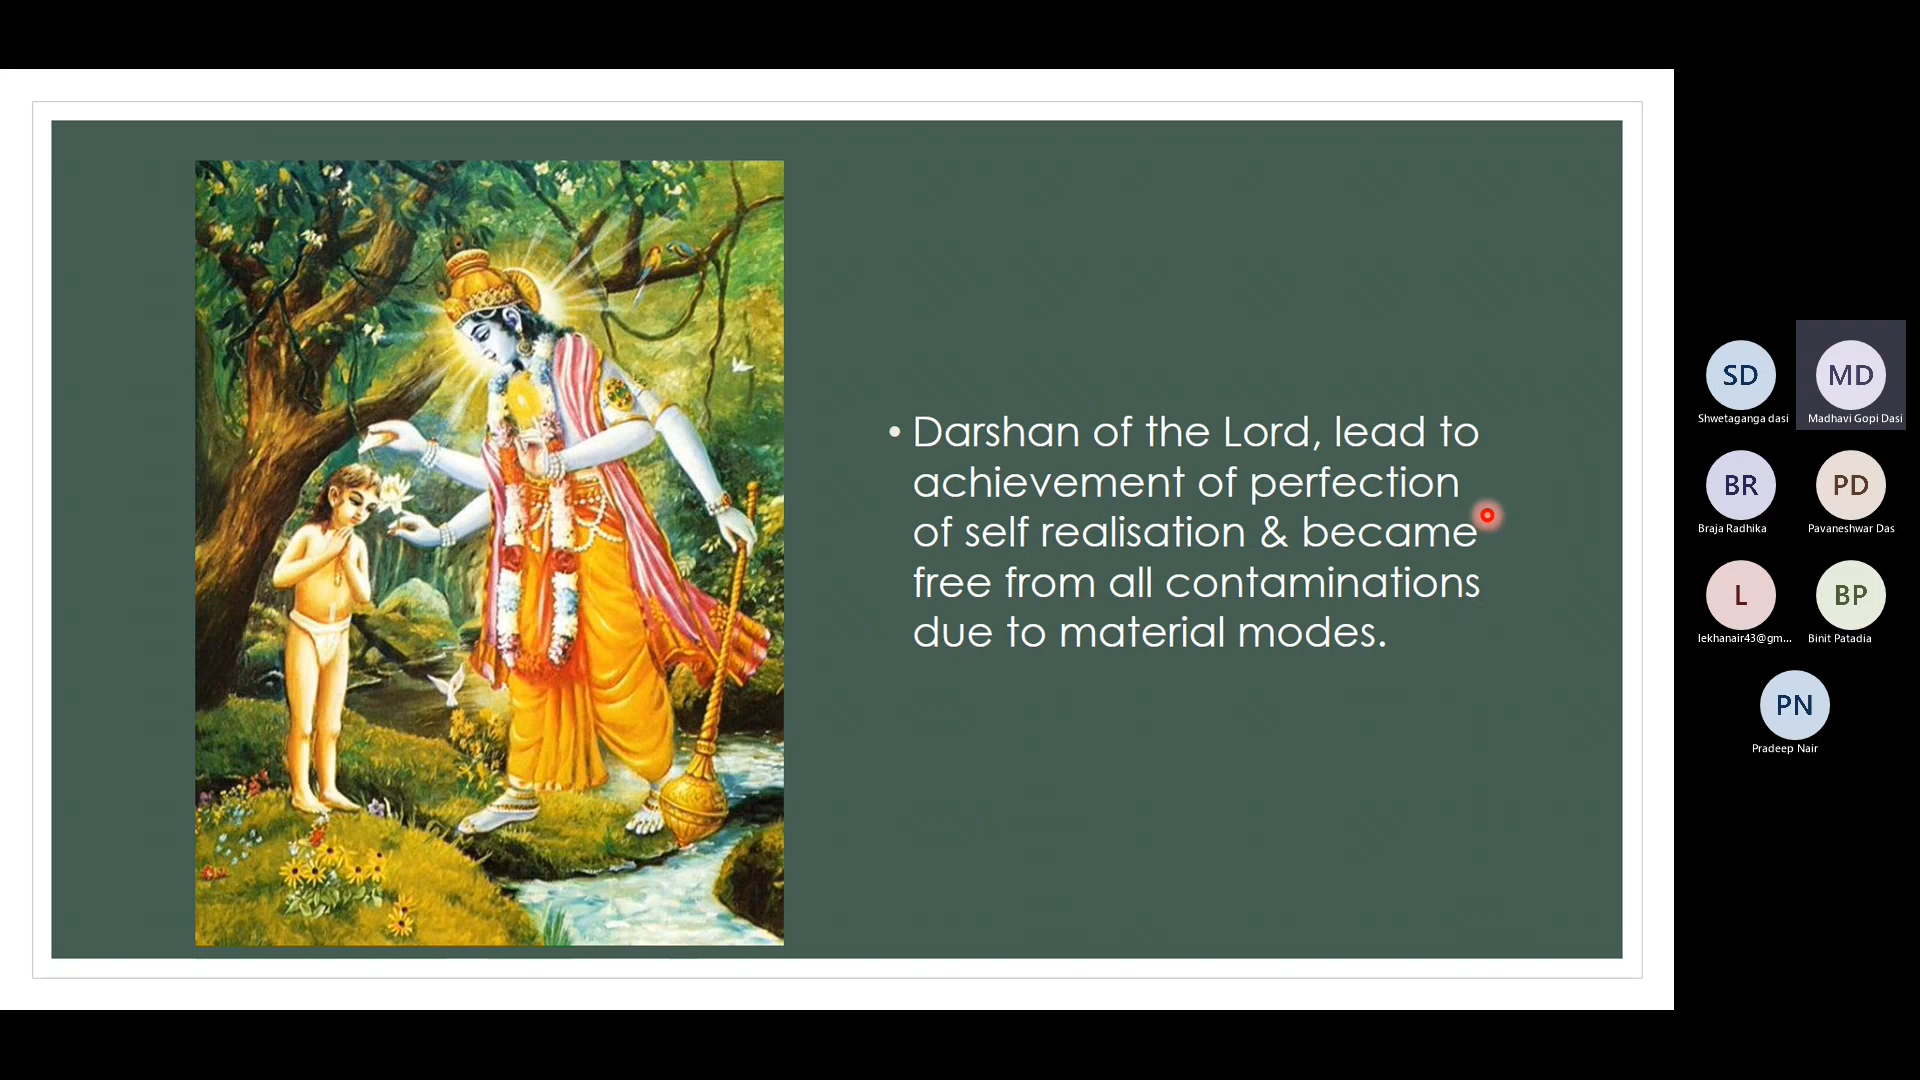 • Darshan of the Lord, lead to
achievement of perfection
of self realisation & became
free from all contaminations
due to material modes.
SD
Shwetaganga dasi
MD
Madhavi Gopi Dasi
BR
Braja Radhika
PD
Pavaneshwar Das
L
lekhanair43@gm...
BP
Binit Patadia
PN
Pradeep Nair